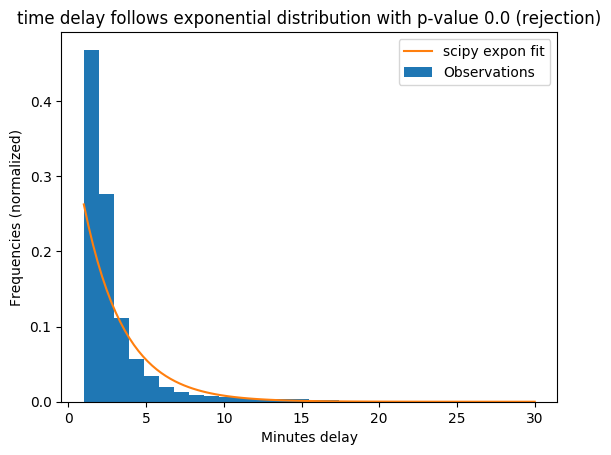 time delay follows exponential distribution with p-value 0.0 (rejection)
scipy expon fit
Observations
Frequencies (normalized)
0.4
0.3
0.2
0.1
0.0
0 5 10 15 20 25 30
Minutes delay